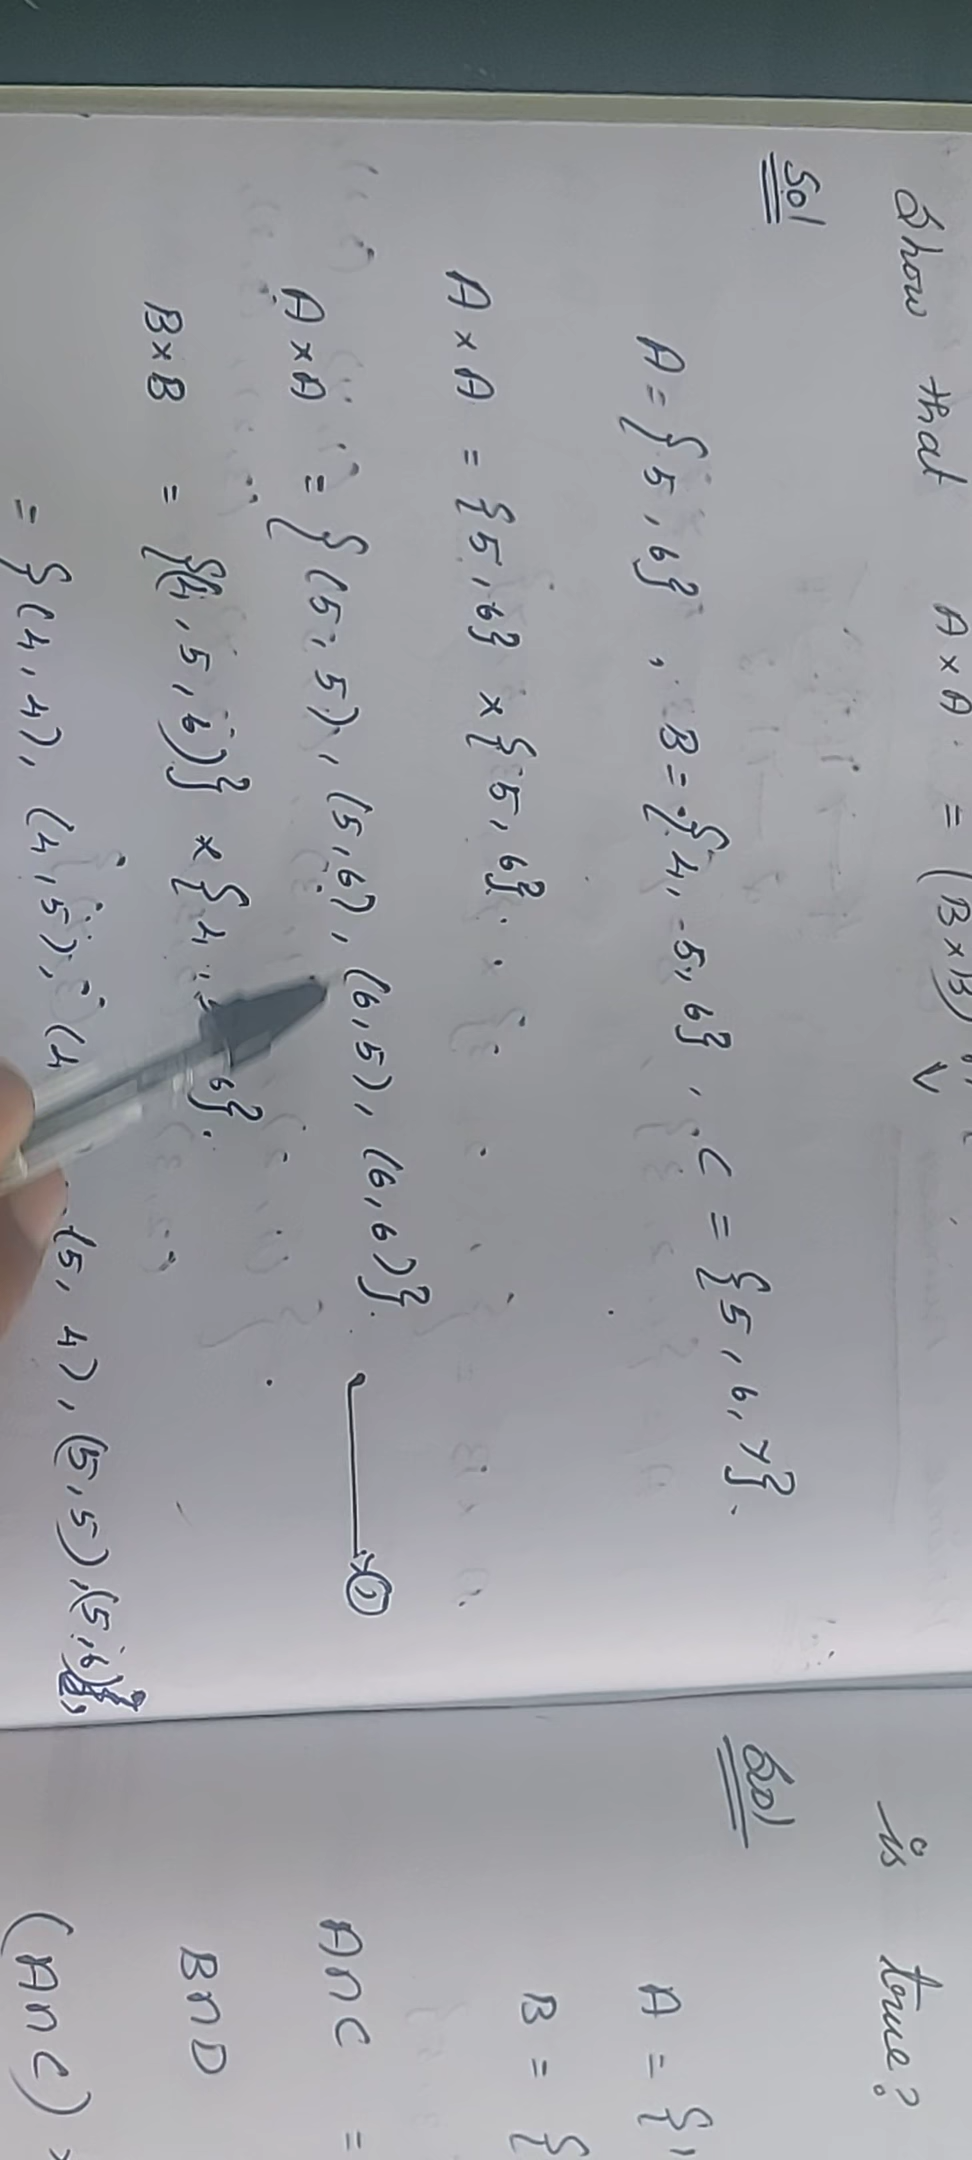 Show that A × A = (B × B)
Sol
A = {5, 6}, B = {4, 5, 6}, C = {5, 6, 7}.
A × A = {5, 6} × {5, 6}.
A × A = {(5, 5), (5, 6), (6, 5), (6, 6)}. 1
B × B = {(4, 5, 6)} × {4, 6}.
= {(4, 4), (4, 5), (4 (5, 4), (5, 5), (5, 6)
is true?
Sol
A = {
B = {
A∩C =
B∩D
(A∩C) ×